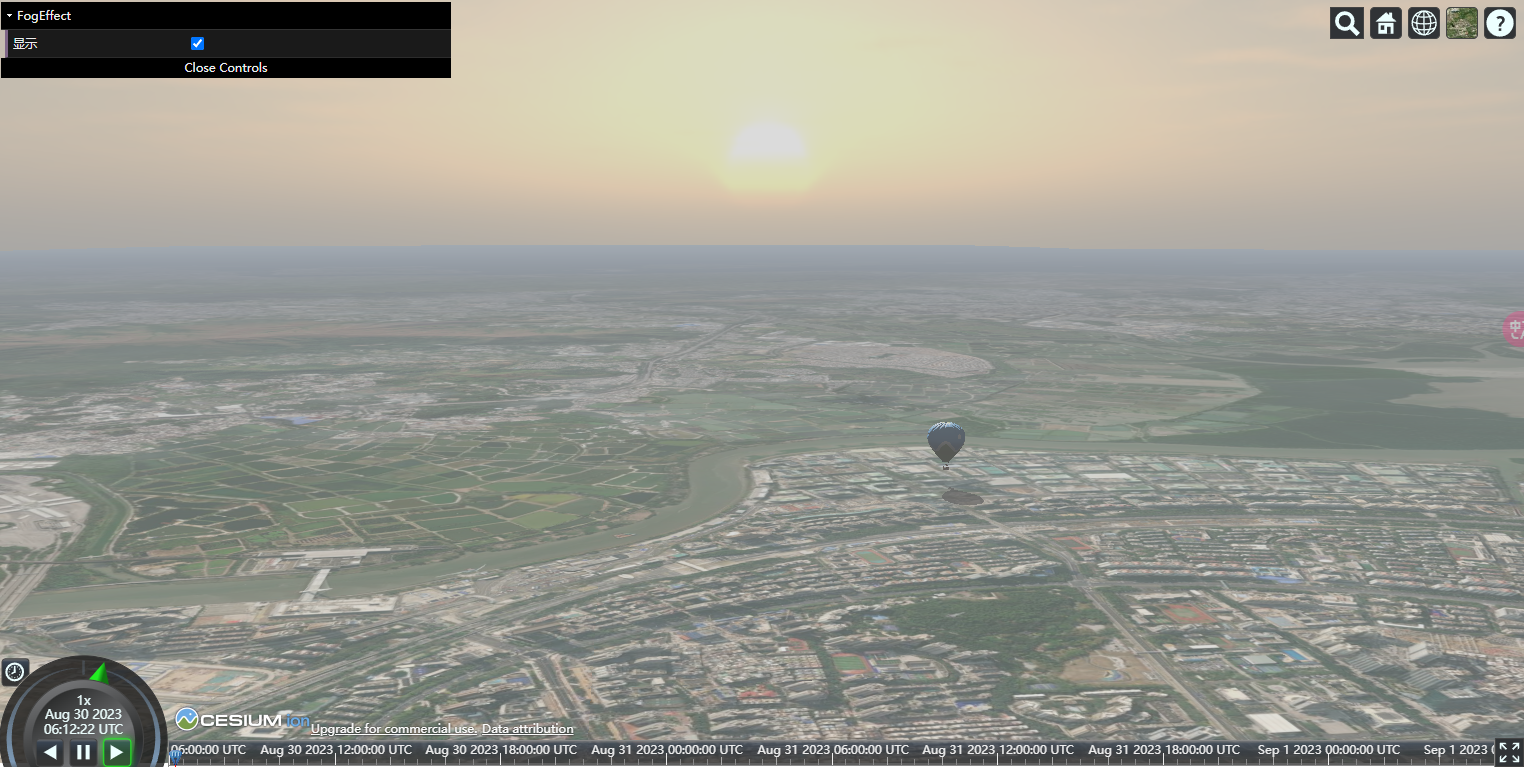 FogEffect
显示
Close Controls
?
中
1x
Aug 30 2023
06:12:22 UTC
CESIUM ion
Upgrade for commercial use. Data attribution
06:00:00 UTC Aug 30 2023 12:00:00 UTC Aug 30 2023 18:00:00 UTC Aug 31 2023 00:00:00 UTC Aug 31 2023 06:00:00 UTC Aug 31 2023 12:00:00 UTC Aug 31 2023 18:00:00 UTC Sep 1 2023 00:00:00 UTC Sep 1 2023